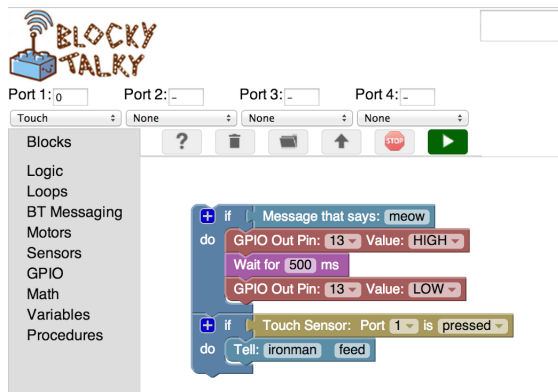 BLOCKY
TALKY
Port 1: 0 Port 2: - Port 3: - Port 4: -
Touch None None None
Blocks ? STOP
Logic
Loops
BT Messaging
Motors
Sensors
GPIO
Math
Variables
Procedures
+ if Message that says: meow
do GPIO Out Pin: 13 Value: HIGH
Wait for 500 ms
GPIO Out Pin: 13 Value: LOW
+ if Touch Sensor: Port 1 is pressed
do Tell: ironman feed